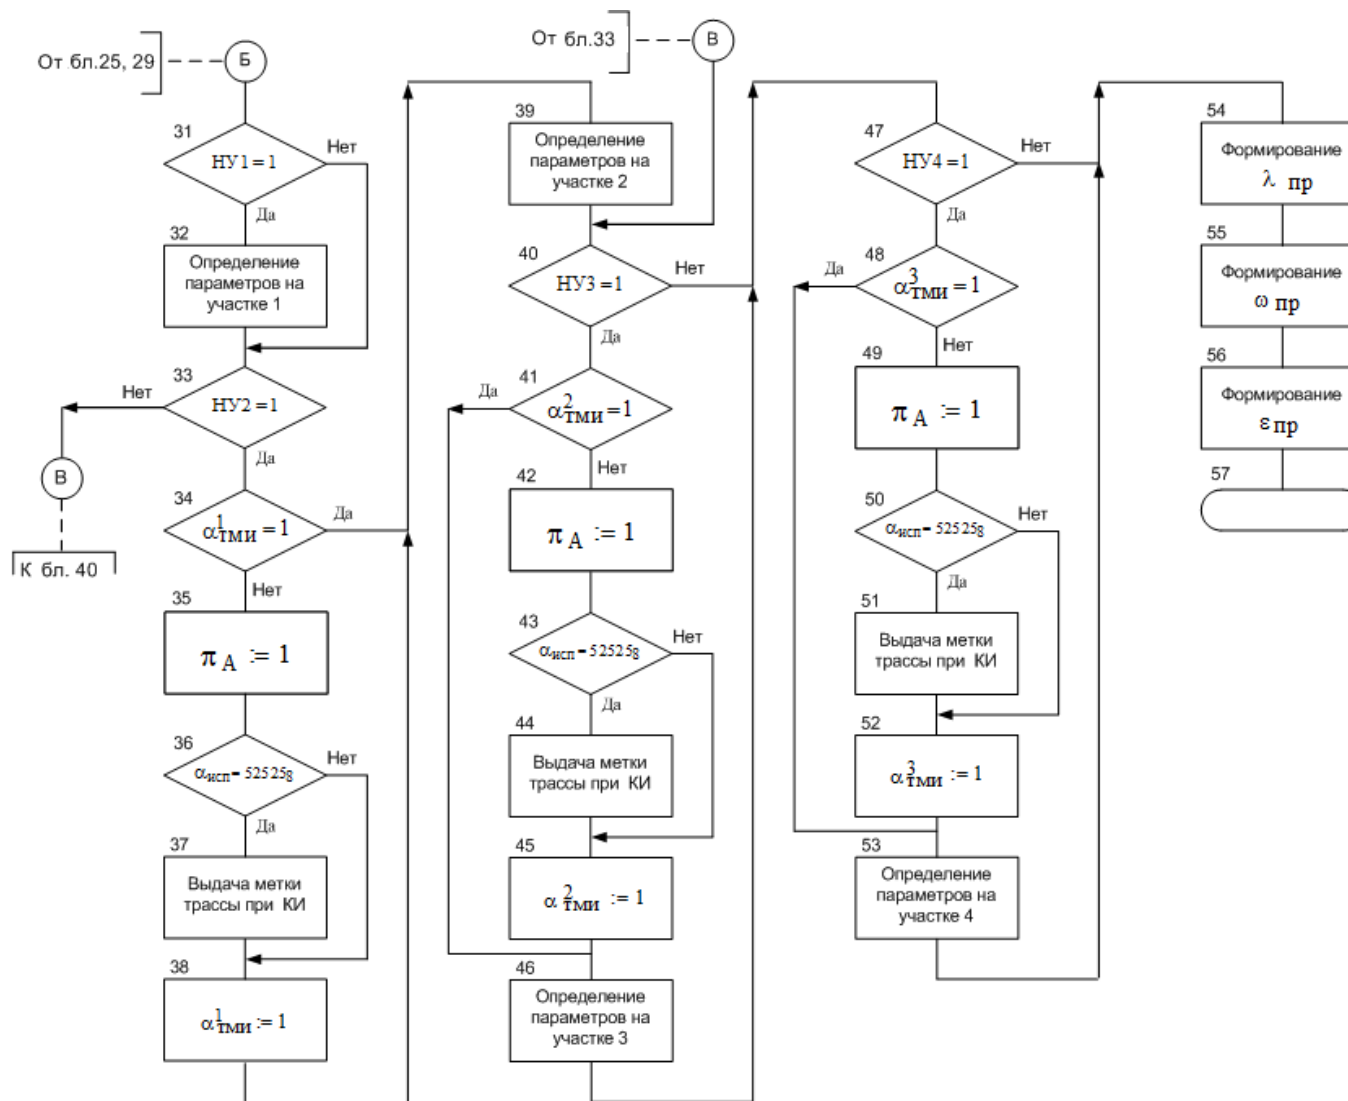 От бл.25, 29
Б
31
НУ1 = 1
Нет
Да
32
Определение
параметров на
участке 1
33
Нет
НУ2 = 1
Да
В
К бл. 40
34
α¹тми = 1
Да
Нет
35
π А := 1
36
αисп = 52525₈
Нет
Да
37
Выдача метки
трассы при КИ
38
α¹тми := 1
От бл.33
В
39
Определение
параметров на
участке 2
40
НУ3 = 1
Нет
Да
41
Да
α²тми = 1
Нет
42
π А := 1
43
αисп = 52525₈
Нет
Да
44
Выдача метки
трассы при КИ
45
α²тми := 1
46
Определение
параметров на
участке 3
47
НУ4 = 1
Нет
Да
48
Да
α³тми = 1
Нет
49
π А := 1
50
αисп = 52525₈
Нет
Да
51
Выдача метки
трассы при КИ
52
α³тми := 1
53
Определение
параметров на
участке 4
54
Формирование
λ пр
55
Формирование
ω пр
56
Формирование
ε пр
57